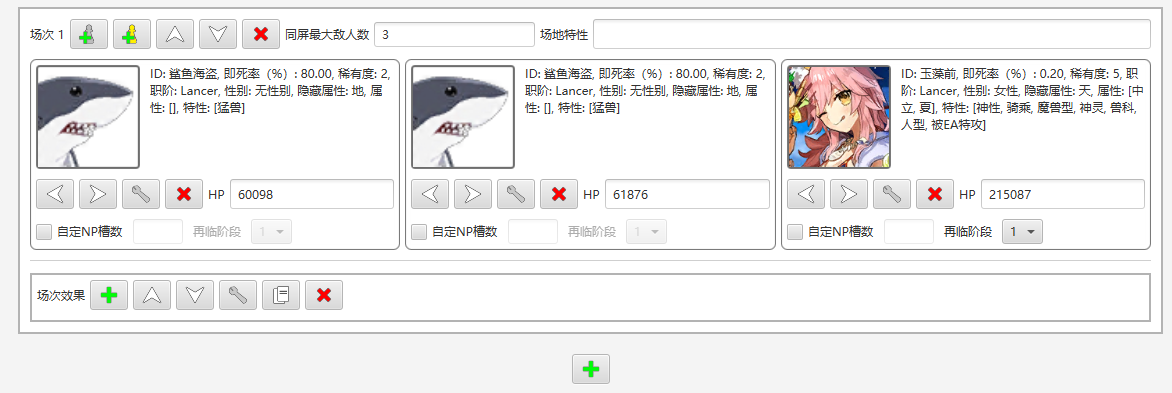 场次 1 同屏最大敌人数 3 场地特性
ID: 鲨鱼海盗, 即死率（%）: 80.00, 稀有度: 2,
职阶: Lancer, 性别: 无性别, 隐藏属性: 地, 属
性: [], 特性: [猛兽]
HP 60098
自定NP槽数 再临阶段 1
ID: 鲨鱼海盗, 即死率（%）: 80.00, 稀有度: 2,
职阶: Lancer, 性别: 无性别, 隐藏属性: 地, 属
性: [], 特性: [猛兽]
HP 61876
自定NP槽数 再临阶段 1
ID: 玉藻前, 即死率（%）: 0.20, 稀有度: 5, 职
阶: Lancer, 性别: 女性, 隐藏属性: 天, 属性: [中
立, 夏], 特性: [神性, 骑乘, 魔兽型, 神灵, 兽科,
人型, 被EA特攻]
HP 215087
自定NP槽数 再临阶段 1
场次效果